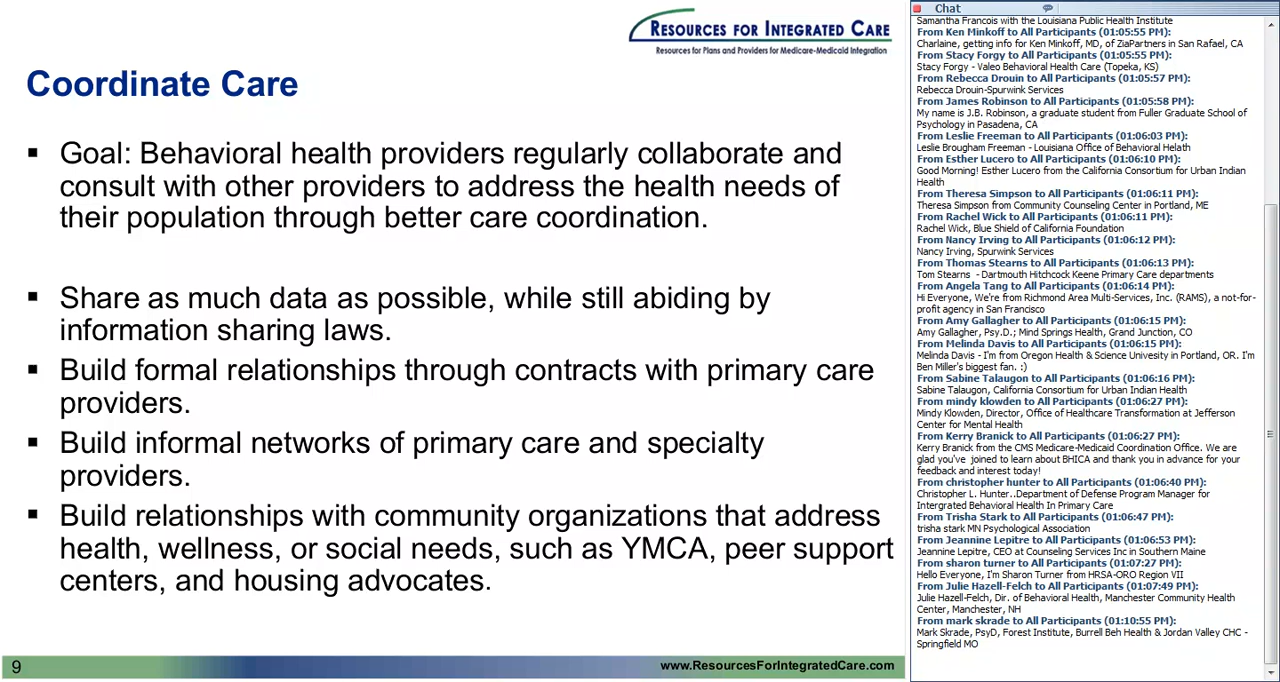 RESOURCES FOR INTEGRATED CARE
Resources for Plans and Providers for Medicare-Medicaid Integration
Coordinate Care
▪ Goal: Behavioral health providers regularly collaborate and
consult with other providers to address the health needs of
their population through better care coordination.
▪ Share as much data as possible, while still abiding by
information sharing laws.
▪ Build formal relationships through contracts with primary care
providers.
▪ Build informal networks of primary care and specialty
providers.
▪ Build relationships with community organizations that address
health, wellness, or social needs, such as YMCA, peer support
centers, and housing advocates.
9
www.ResourcesForIntegratedCare.com
Chat
Samantha Francois with the Louisiana Public Health Institute
From Ken Minkoff to All Participants (01:05:55 PM):
Charlaine, getting info for Ken Minkoff, MD, of ZiaPartners in San Rafael, CA
From Stacy Forgy to All Participants (01:05:55 PM):
Stacy Forgy - Valeo Behavioral Health Care (Topeka, KS)
From Rebecca Drouin to All Participants (01:05:57 PM):
Rebecca Drouin-Spurwink Services
From James Robinson to All Participants (01:05:58 PM):
My name is J.B. Robinson, a graduate student from Fuller Graduate School of
Psychology in Pasadena, CA
From Leslie Freeman to All Participants (01:06:03 PM):
Leslie Brougham Freeman - Louisiana Office of Behavioral Helath
From Esther Lucero to All Participants (01:06:10 PM):
Good Morning! Esther Lucero from the California Consortium for Urban Indian
Health
From Theresa Simpson to All Participants (01:06:11 PM):
Theresa Simpson from Community Counseling Center in Portland, ME
From Rachel Wick to All Participants (01:06:11 PM):
Rachel Wick, Blue Shield of California Foundation
From Nancy Irving to All Participants (01:06:12 PM):
Nancy Irving, Spurwink Services
From Thomas Stearns to All Participants (01:06:13 PM):
Tom Stearns - Dartmouth Hitchcock Keene Primary Care departments
From Angela Tang to All Participants (01:06:14 PM):
Hi Everyone, We're from Richmond Area Multi-Services, Inc. (RAMS), a not-for-
profit agency in San Francisco
From Amy Gallagher to All Participants (01:06:15 PM):
Amy Gallagher, Psy.D.; Mind Springs Health, Grand Junction, CO
From Melinda Davis to All Participants (01:06:15 PM):
Melinda Davis - I'm from Oregon Health & Science Univesity in Portland, OR. I'm
Ben Miller's biggest fan. :)
From Sabine Talaugon to All Participants (01:06:16 PM):
Sabine Talaugon, California Consortium for Urban Indian Health
From mindy klowden to All Participants (01:06:27 PM):
Mindy Klowden, Director, Office of Healthcare Transformation at Jefferson
Center for Mental Health
From Kerry Branick to All Participants (01:06:27 PM):
Kerry Branick from the CMS Medicare-Medicaid Coordination Office. We are
glad you've joined to learn about BHICA and thank you in advance for your
feedback and interest today!
From christopher hunter to All Participants (01:06:40 PM):
Christopher L. Hunter..Department of Defense Program Manager for
Intergrated Behavioral Health In Primary Care
From Trisha Stark to All Participants (01:06:47 PM):
trisha stark MN Psychological Association
From Jeannine Lepitre to All Participants (01:06:53 PM):
Jeannine Lepitre, CEO at Counseling Services Inc in Southern Maine
From sharon turner to All Participants (01:07:27 PM):
Hello Everyone, I'm Sharon Turner from HRSA-ORO Region VII
From Julie Hazell-Felch to All Participants (01:07:49 PM):
Julie Hazell-Felch, Dir. of Behavioral Health, Manchester Community Health
Center, Manchester, NH
From mark skrade to All Participants (01:10:55 PM):
Mark Skrade, PsyD, Forest Institute, Burrell Beh Health & Jordan Valley CHC -
Springfield MO